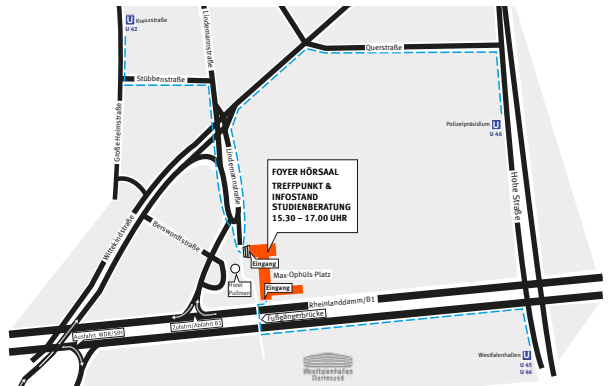 U Kreuzstraße
U 42
Lindemannstraße
Querstraße
Stübbenstraße
Große Heimstraße
Polizeipräsidium U
U 46
Lindemannstraße
FOYER HÖRSAAL
TREFFPUNKT &
INFOSTAND
STUDIENBERATUNG
15.30 – 17.00 UHR
Hohe Straße
Wittekindstraße
Berswordtstraße
Eingang
Max-Ophüls-Platz
Hotel
Pullman
Eingang
Rheinlanddamm/B1
Fußgängerbrücke
Zufahrt/Abfahrt B1
Ausfahrt WDR/StH
Westfalenhallen U
U 45
U 46
Westfalenhallen
Dortmund